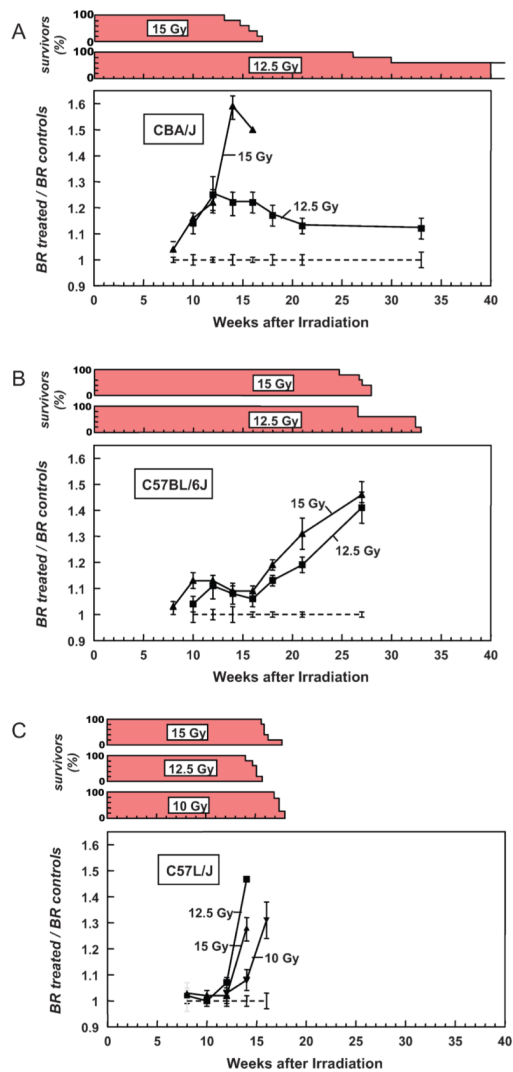 A
survivors
(%)
100
0
15 Gy
100
0
12.5 Gy
BR treated / BR controls
1.6
1.5
1.4
1.3
1.2
1.1
1
0.9
CBA/J
15 Gy
12.5 Gy
0 5 10 15 20 25 30 35 40
Weeks after Irradiation
B
survivors
(%)
100
0
15 Gy
100
0
12.5 Gy
BR treated / BR controls
1.6
1.5
1.4
1.3
1.2
1.1
1
0.9
C57BL/6J
15 Gy
12.5 Gy
0 5 10 15 20 25 30 35 40
Weeks after Irradiation
C
survivors
(%)
100
0
15 Gy
100
0
12.5 Gy
100
0
10 Gy
BR treated / BR controls
1.6
1.5
1.4
1.3
1.2
1.1
1.0
0.9
C57L/J
12.5 Gy
15 Gy
10 Gy
0 5 10 15 20 25 30 35 40
Weeks after Irradiation